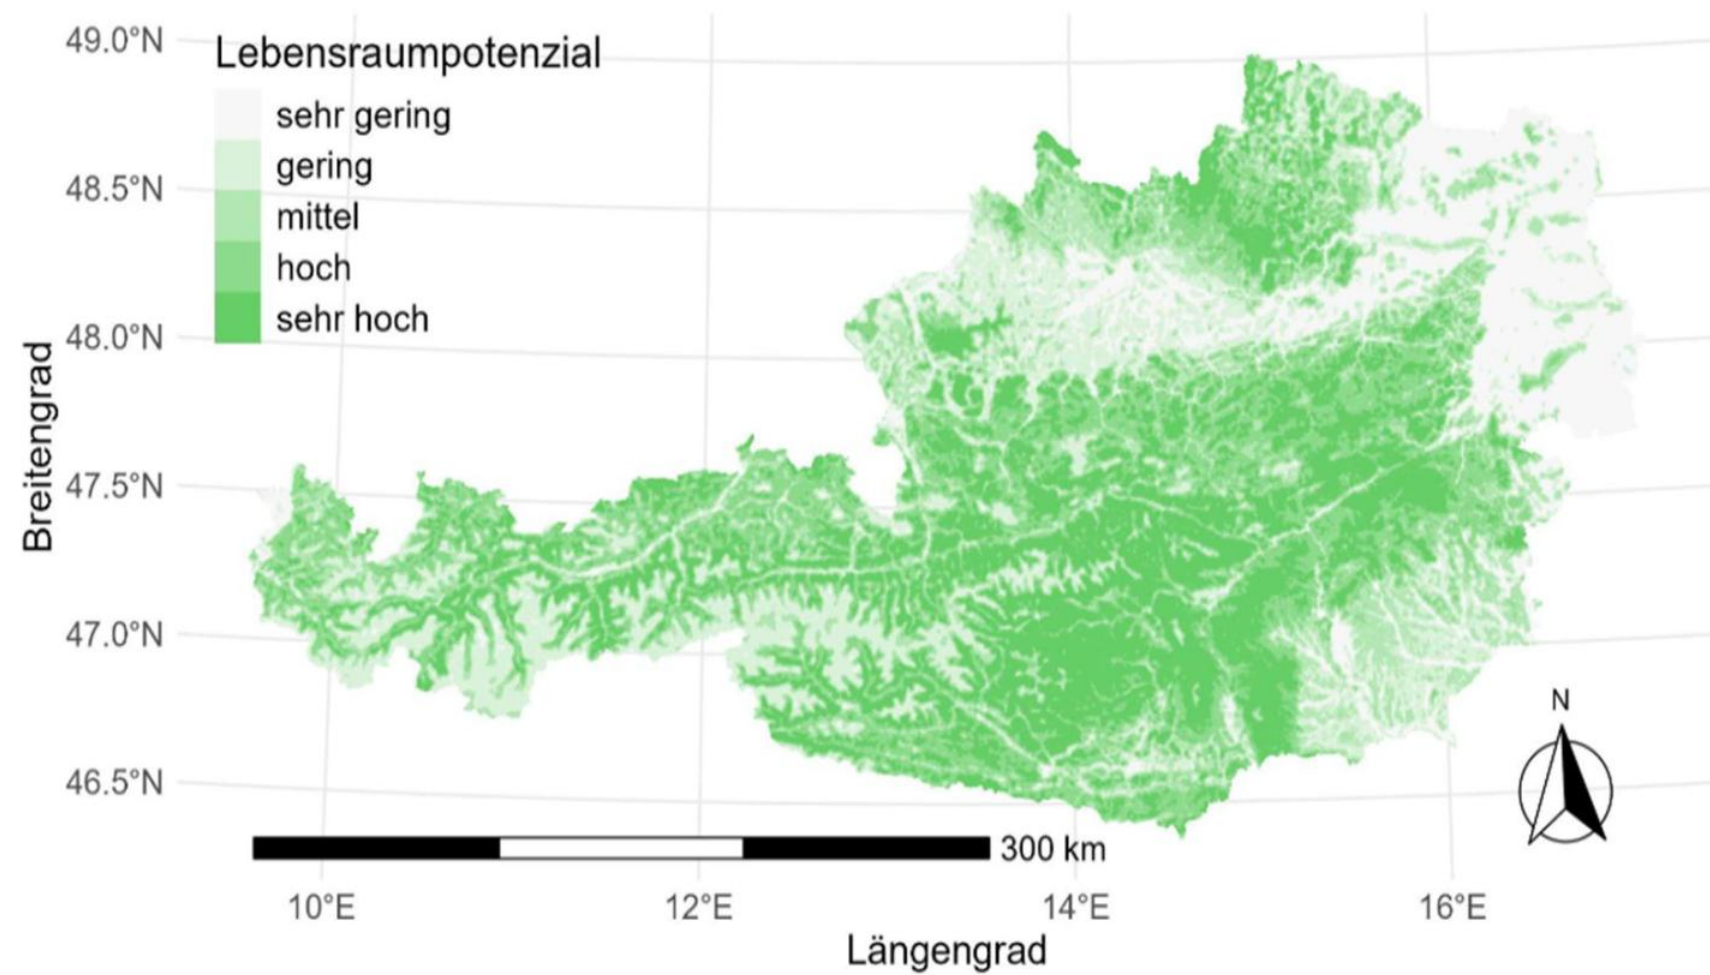 Lebensraumpotenzial
sehr gering
gering
mittel
hoch
sehr hoch
49.0°N
48.5°N
48.0°N
47.5°N
47.0°N
46.5°N
Breitengrad
N
300 km
10°E
12°E
14°E
16°E
Längengrad